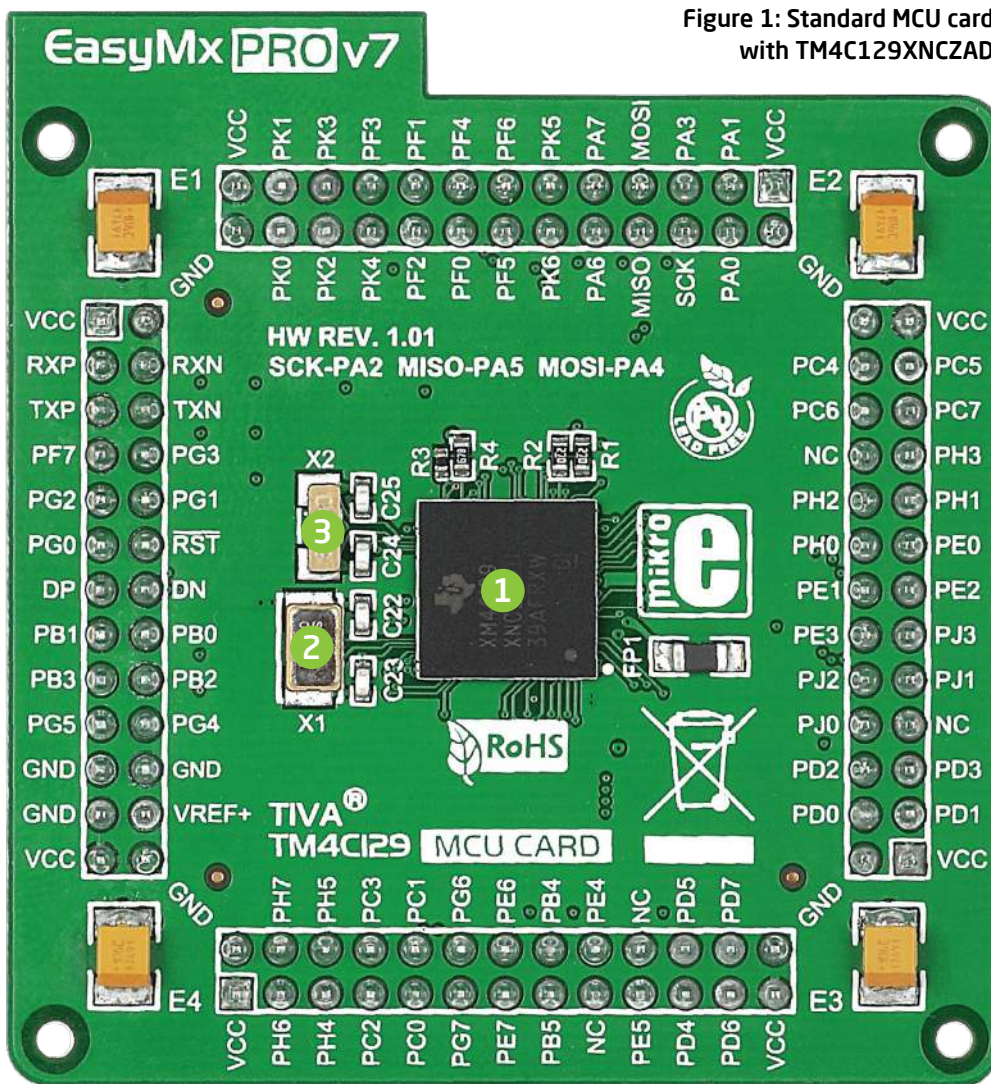 Figure 1: Standard MCU card
with TM4C129XNCZAD
EasyMx PRO v7
VCC PK1 PK3 PF3 PF1 PF4 PF6 PK5 PA7 MOSI PA3 PA1 VCC
E1
E2
GND PK0 PK2 PK4 PF2 PF0 PF5 PK6 PA6 MISO SCK PA0 GND
HW REV. 1.01
SCK-PA2 MISO-PA5 MOSI-PA4
Pb
LEAD FREE
VCC
RXP RXN
TXP TXN
PF7 PG3
PG2 PG1
PG0 RST
DP DN
PB1 PB0
PB3 PB2
PG5 PG4
GND GND
GND VREF+
VCC
R3 R4 R2 R1
X2
C25
3
C24
C22
2
C23
X1
1
mikro
e
FP1
RoHS
VCC
PC4 PC5
PC6 PC7
NC PH3
PH2 PH1
PH0 PE0
PE1 PE2
PE3 PJ3
PJ2 PJ1
PJ0 NC
PD2 PD3
PD0 PD1
VCC
TIVA®
TM4C129 MCU CARD
GND PH7 PH5 PC3 PC1 PG6 PE6 PB4 PE4 NC PD5 PD7 GND
E4
E3
VCC PH6 PH4 PC2 PC0 PG7 PE7 PB5 NC PE5 PD4 PD6 VCC